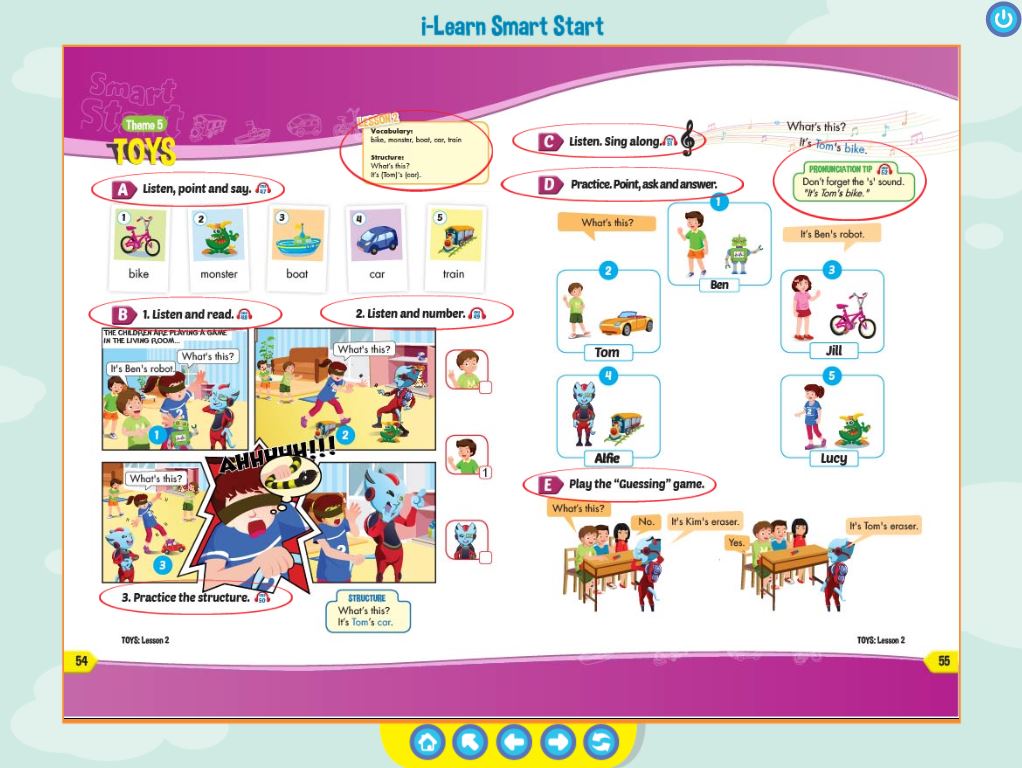 i-Learn Smart Start
Smart
Start
Theme 5
TOYS
LESSON 2
Vocabulary:
bike, monster, boat, car, train
Structure:
What's this?
It's (Tom)'s (car).
A Listen, point and say.
1
bike
2
monster
3
boat
4
car
5
train
B 1. Listen and read.
2. Listen and number.
THE CHILDREN ARE PLAYING A GAME
IN THE LIVING ROOM...
What's this?
It's Ben's robot.
1
What's this?
2
What's this?
3
AHHHHH!!!
1
3. Practice the structure.
STRUCTURE
What's this?
It's Tom's car.
TOYS: Lesson 2
54
C Listen. Sing along.
What's this?
It's Tom's bike.
D Practice. Point, ask and answer.
PRONUNCIATION TIP
Don't forget the 's' sound.
"It's Tom's bike."
What's this?
It's Ben's robot.
1
Ben
2
Tom
3
Jill
4
Alfie
5
Lucy
E Play the "Guessing" game.
What's this?
No.
It's Kim's eraser.
Yes.
It's Tom's eraser.
TOYS: Lesson 2
55